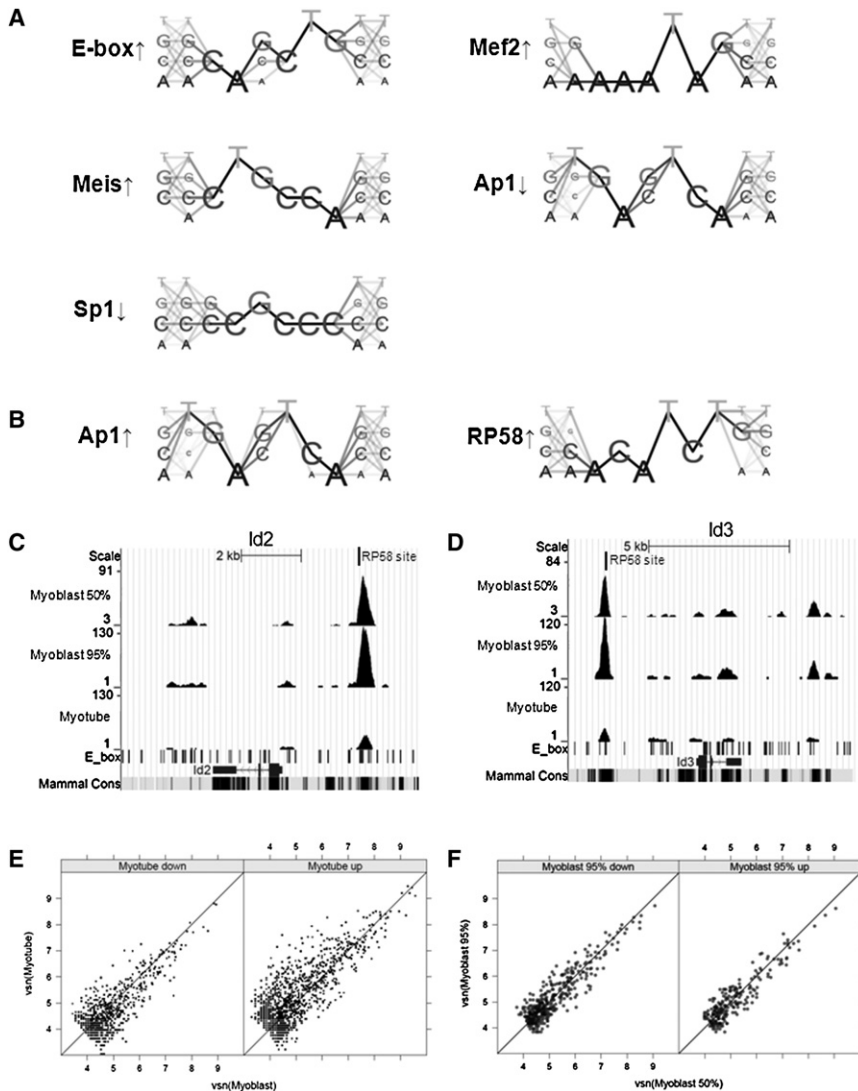 A
E-box↑
Mef2↑
Meis↑
Ap1↓
Sp1↓
B
Ap1↑
RP58↑
C
Id2
Scale
2 kb
RP58 site
91
Myoblast 50%
3
130
Myoblast 95%
1
130
Myotube
1
E_box
Id2
Mammal Cons
D
Id3
Scale
5 kb
84
RP58 site
Myoblast 50%
3
120
Myoblast 95%
1
120
Myotube
1
E_box
Id3
Mammal Cons
E
4 5 6 7 8 9
Myotube down
Myotube up
9
8
7
6
5
4
vsn(Myotube)
4 5 6 7 8 9
vsn(Myoblast)
F
4 5 6 7 8 9
Myoblast 95% down
Myoblast 95% up
9
8
7
6
5
4
vsn(Myoblast 95%)
4 5 6 7 8 9
vsn(Myoblast 50%)